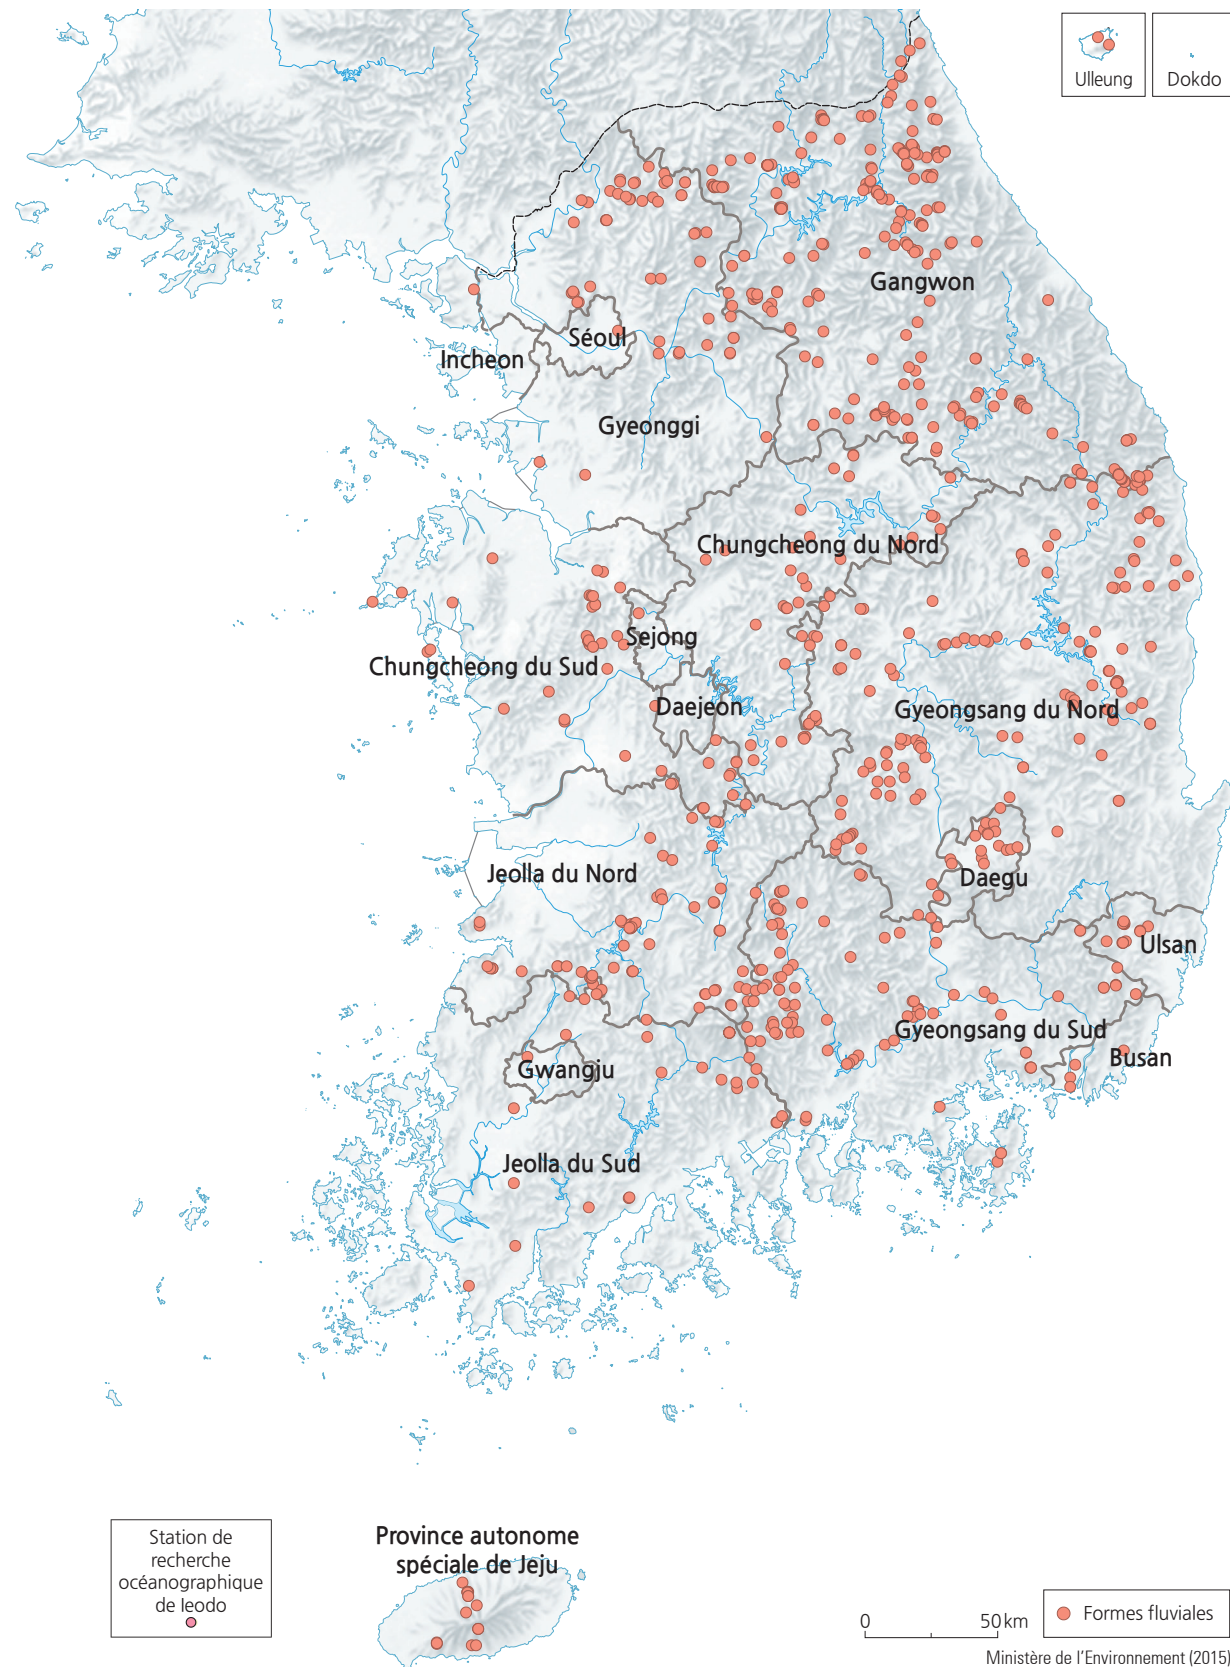 Ulleung
Dokdo
Gangwon
Séoul
Incheon
Gyeonggi
Chungcheong du Nord
Sejong
Chungcheong du Sud
Daejeon
Gyeongsang du Nord
Jeolla du Nord
Daegu
Ulsan
Gyeongsang du Sud
Busan
Gwangju
Jeolla du Sud
Station de
recherche
océanographique
de Ieodo
Province autonome
spéciale de Jeju
0 50 km
Formes fluviales
Ministère de l'Environnement (2015)